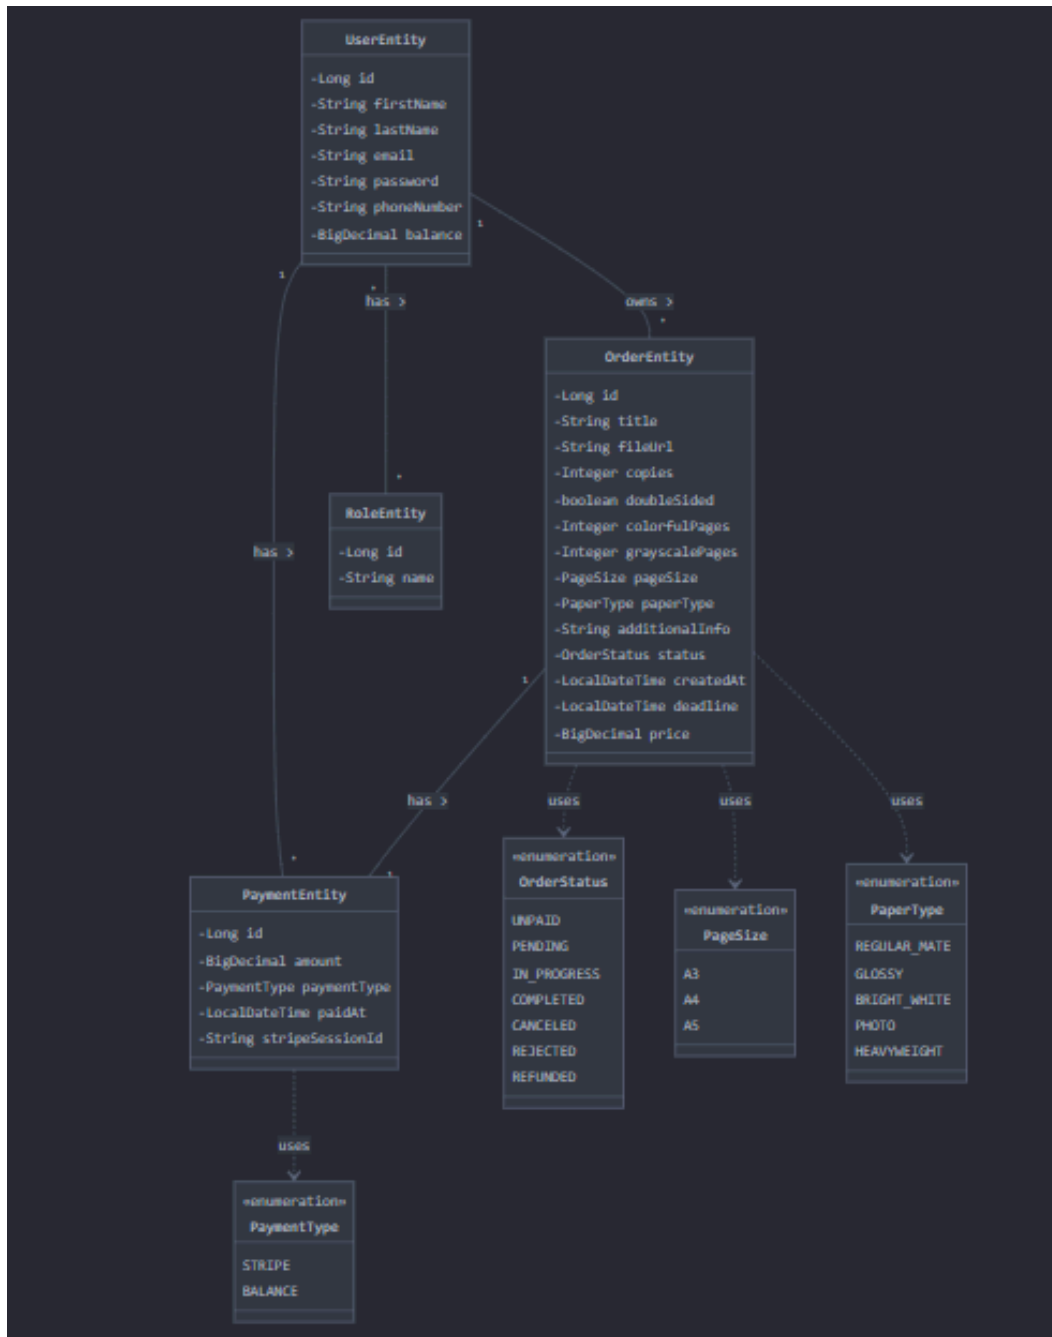 UserEntity
-Long id
-String firstName
-String lastName
-String email
-String password
-String phoneNumber
-BigDecimal balance
1
1
*
has >
owns >
*
OrderEntity
-Long id
-String title
-String fileUrl
-Integer copies
-boolean doubleSided
-Integer colorfulPages
-Integer grayscalePages
-PageSize pageSize
-PaperType paperType
-String additionalInfo
-OrderStatus status
-LocalDateTime createdAt
-LocalDateTime deadline
-BigDecimal price
*
RoleEntity
-Long id
-String name
has >
1
has >
uses
uses
uses
*
1
PaymentEntity
-Long id
-BigDecimal amount
-PaymentType paymentType
-LocalDateTime paidAt
-String stripeSessionId
«enumeration»
OrderStatus
UNPAID
PENDING
IN_PROGRESS
COMPLETED
CANCELED
REJECTED
REFUNDED
«enumeration»
PageSize
A3
A4
A5
«enumeration»
PaperType
REGULAR_MATE
GLOSSY
BRIGHT_WHITE
PHOTO
HEAVYWEIGHT
uses
«enumeration»
PaymentType
STRIPE
BALANCE